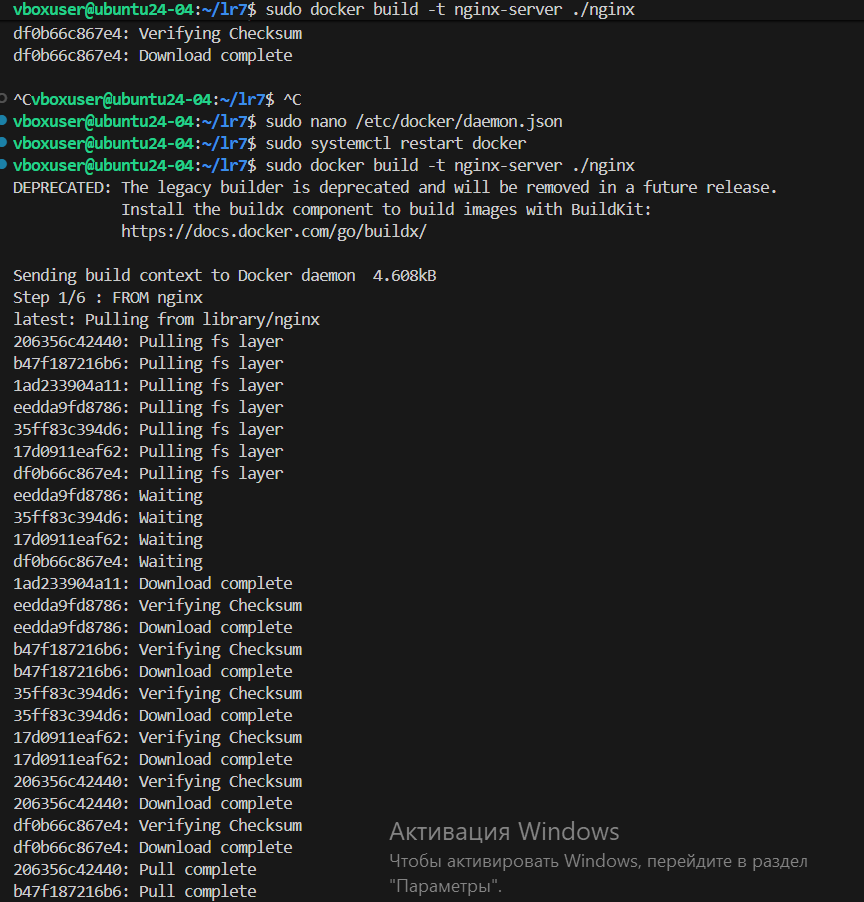 vboxuser@ubuntu24-04:~/lr7$ sudo docker build -t nginx-server ./nginx
df0b66c867e4: Verifying Checksum
df0b66c867e4: Download complete
^Cvboxuser@ubuntu24-04:~/lr7$ ^C
vboxuser@ubuntu24-04:~/lr7$ sudo nano /etc/docker/daemon.json
vboxuser@ubuntu24-04:~/lr7$ sudo systemctl restart docker
vboxuser@ubuntu24-04:~/lr7$ sudo docker build -t nginx-server ./nginx
DEPRECATED: The legacy builder is deprecated and will be removed in a future release.
Install the buildx component to build images with BuildKit:
https://docs.docker.com/go/buildx/
Sending build context to Docker daemon  4.608kB
Step 1/6 : FROM nginx
latest: Pulling from library/nginx
206356c42440: Pulling fs layer
b47f187216b6: Pulling fs layer
1ad233904a11: Pulling fs layer
eedda9fd8786: Pulling fs layer
35ff83c394d6: Pulling fs layer
17d0911eaf62: Pulling fs layer
df0b66c867e4: Pulling fs layer
eedda9fd8786: Waiting
35ff83c394d6: Waiting
17d0911eaf62: Waiting
df0b66c867e4: Waiting
1ad233904a11: Download complete
eedda9fd8786: Verifying Checksum
eedda9fd8786: Download complete
b47f187216b6: Verifying Checksum
b47f187216b6: Download complete
35ff83c394d6: Verifying Checksum
35ff83c394d6: Download complete
17d0911eaf62: Verifying Checksum
17d0911eaf62: Download complete
206356c42440: Verifying Checksum
206356c42440: Download complete
df0b66c867e4: Verifying Checksum
df0b66c867e4: Download complete
206356c42440: Pull complete
b47f187216b6: Pull complete
Активация Windows
Чтобы активировать Windows, перейдите в раздел
"Параметры".